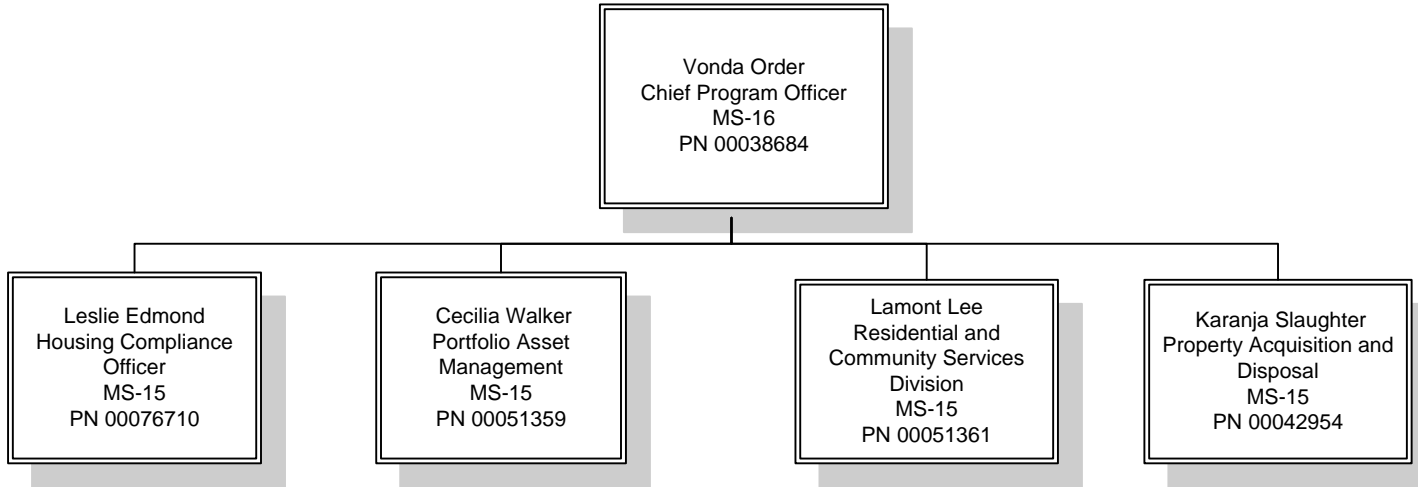 Vonda Order
Chief Program Officer
MS-16
PN 00038684
Leslie Edmond
Housing Compliance
Officer
MS-15
PN 00076710
Cecilia Walker
Portfolio Asset
Management
MS-15
PN 00051359
Lamont Lee
Residential and
Community Services
Division
MS-15
PN 00051361
Karanja Slaughter
Property Acquisition and
Disposal
MS-15
PN 00042954